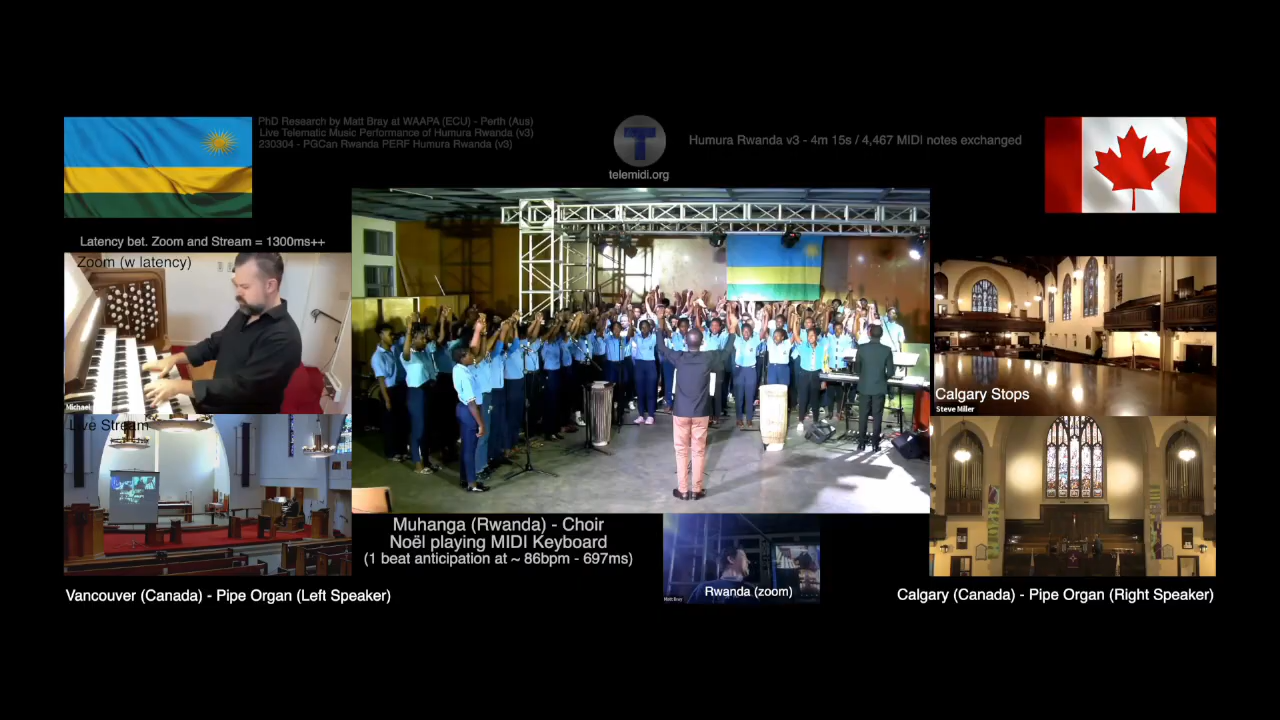 PhD Research by Matt Bray at WAAPA (ECU) - Perth (Aus)
Live Telematic Music Performance of Humura Rwanda (v3)
230304 - PGCan Rwanda PERF Humura Rwanda (v3)
T
telemidi.org
Humura Rwanda v3 - 4m 15s / 4,467 MIDI notes exchanged
Latency bet. Zoom and Stream = 1300ms++
Zoom (w latency)
Michael
Live Stream
Vancouver (Canada) - Pipe Organ (Left Speaker)
Muhanga (Rwanda) - Choir
Noël playing MIDI Keyboard
(1 beat anticipation at ~ 86bpm - 697ms)
Rwanda (zoom)
Matt Bray
Calgary Stops
Steve Miller
Calgary (Canada) - Pipe Organ (Right Speaker)